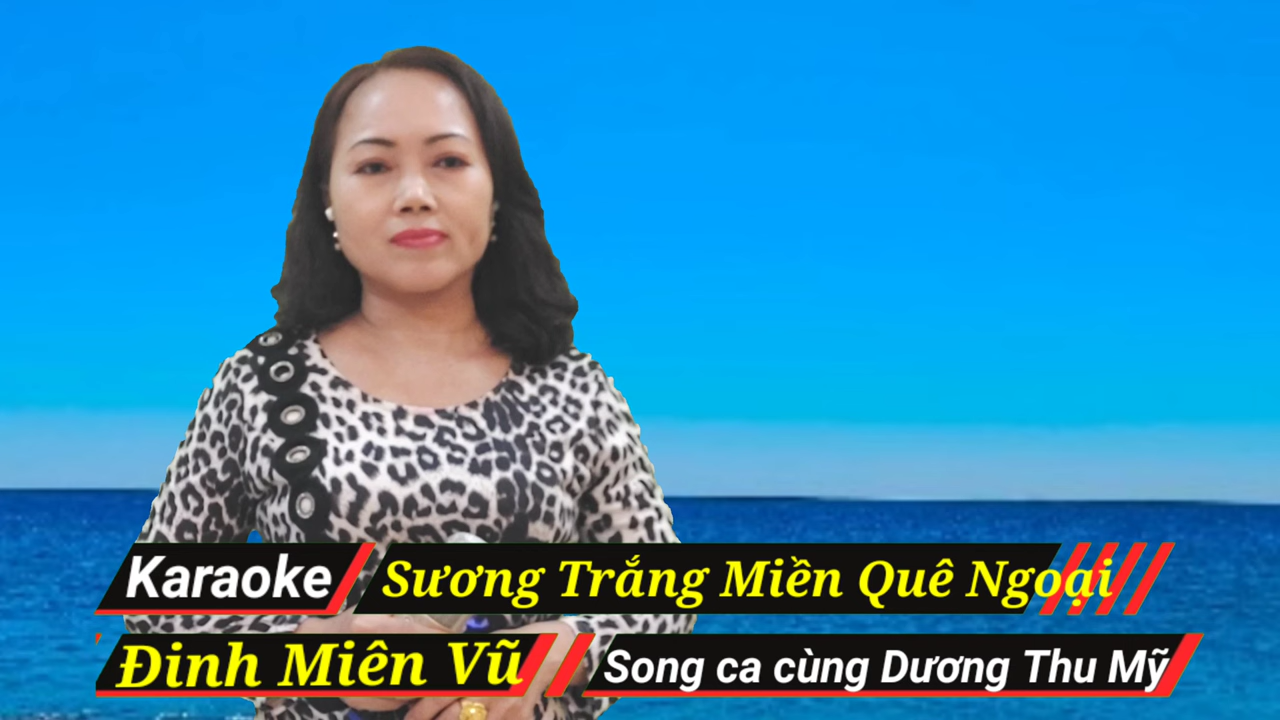 Karaoke Sương Trắng Miền Quê Ngoại
Đinh Miên Vũ Song ca cùng Dương Thu Mỹ